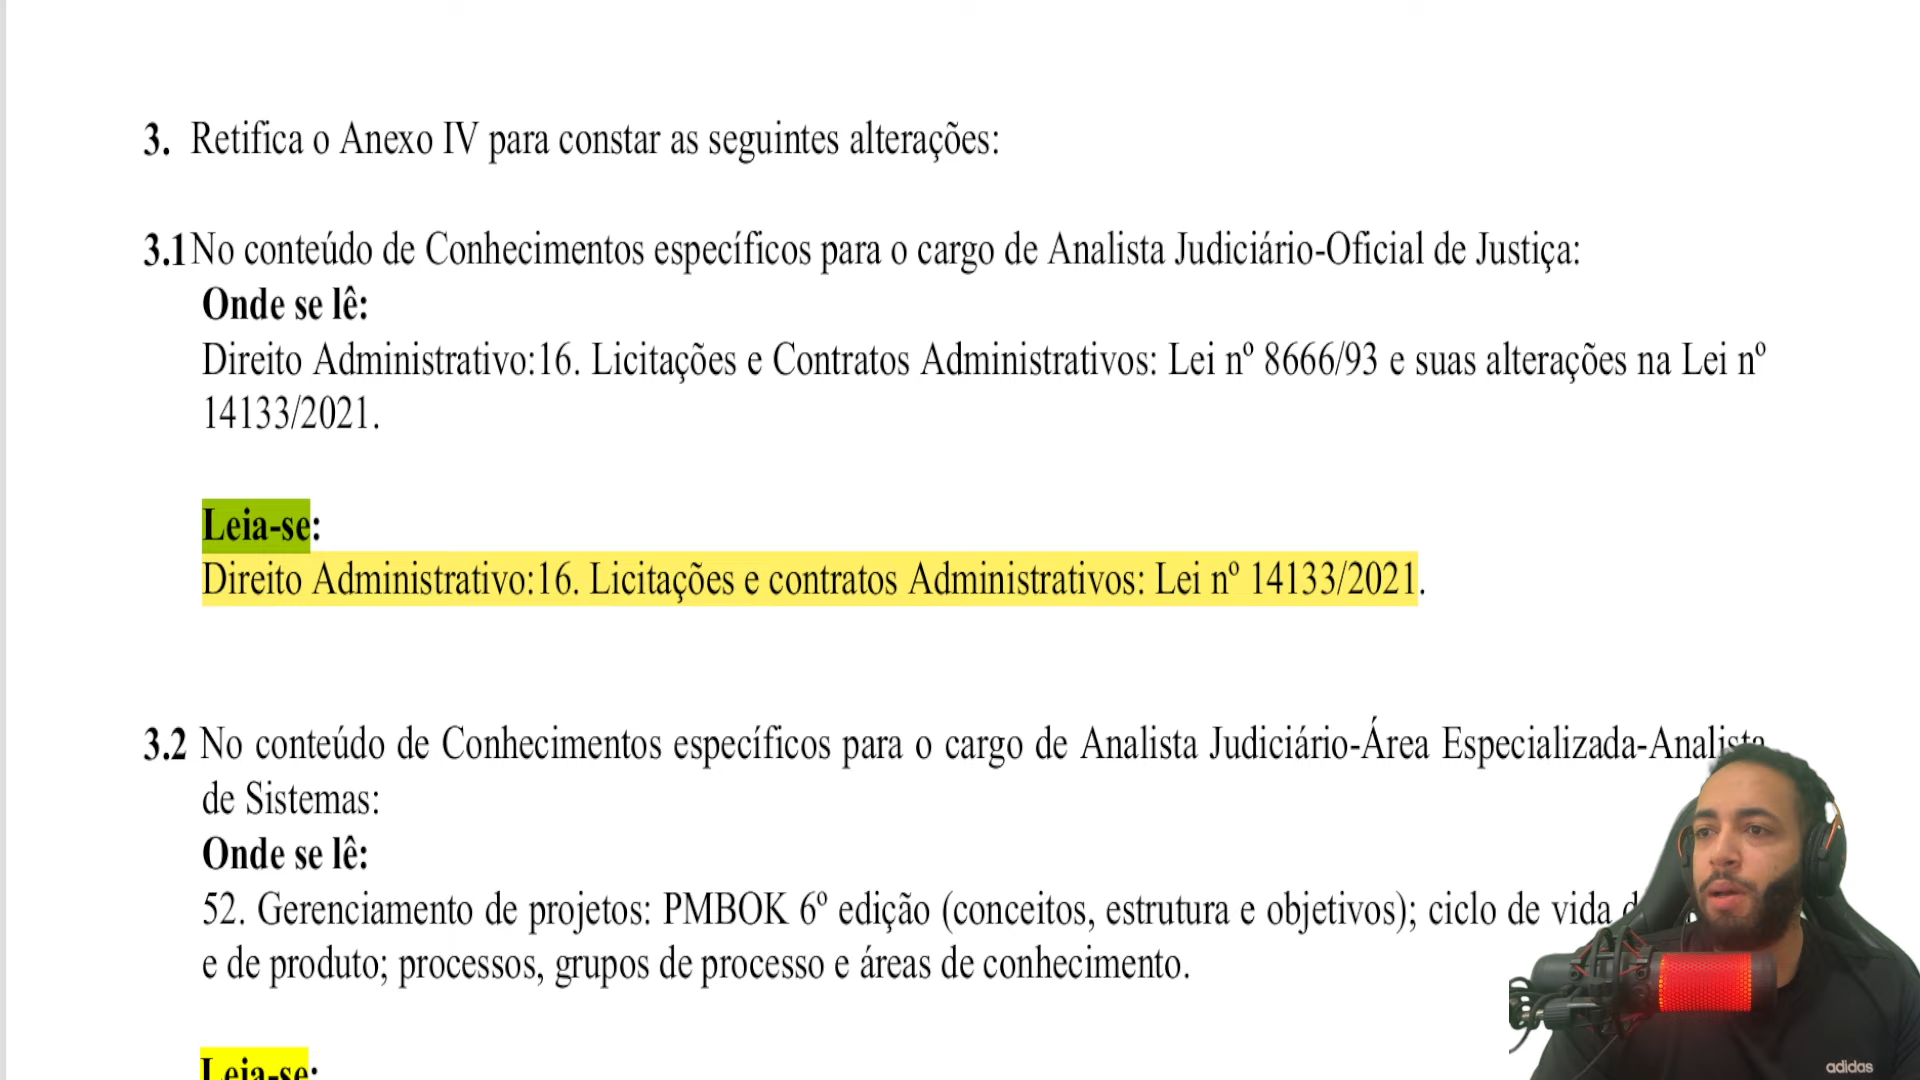 3. Retifica o Anexo IV para constar as seguintes alterações:
3.1No conteúdo de Conhecimentos específicos para o cargo de Analista Judiciário-Oficial de Justiça:
Onde se lê:
Direito Administrativo:16. Licitações e Contratos Administrativos: Lei nº 8666/93 e suas alterações na Lei nº
14133/2021.
Leia-se:
Direito Administrativo:16. Licitações e contratos Administrativos: Lei nº 14133/2021.
3.2 No conteúdo de Conhecimentos específicos para o cargo de Analista Judiciário-Área Especializada-Analista
de Sistemas:
Onde se lê:
52. Gerenciamento de projetos: PMBOK 6º edição (conceitos, estrutura e objetivos); ciclo de vida
e de produto; processos, grupos de processo e áreas de conhecimento.
Leia-se:
adidas